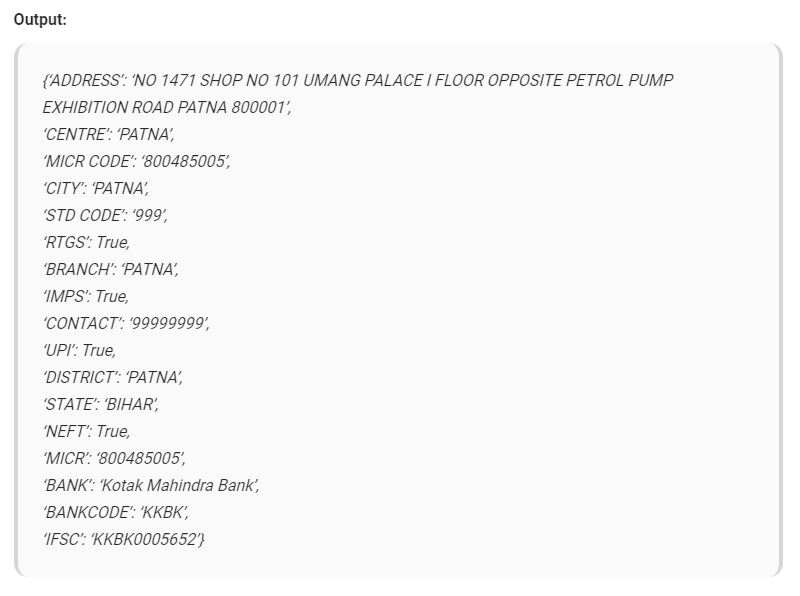 Output:
{‘ADDRESS’: ‘NO 1471 SHOP NO 101 UMANG PALACE I FLOOR OPPOSITE PETROL PUMP
EXHIBITION ROAD PATNA 800001’,
‘CENTRE’: ‘PATNA’,
‘MICR CODE’: ‘800485005’,
‘CITY’: ‘PATNA’,
‘STD CODE’: ‘999’,
‘RTGS’: True,
‘BRANCH’: ‘PATNA’,
‘IMPS’: True,
‘CONTACT’: ‘99999999’,
‘UPI’: True,
‘DISTRICT’: ‘PATNA’,
‘STATE’: ‘BIHAR’,
‘NEFT’: True,
‘MICR’: ‘800485005’,
‘BANK’: ‘Kotak Mahindra Bank’,
‘BANKCODE’: ‘KKBK’,
‘IFSC’: ‘KKBK0005652’}